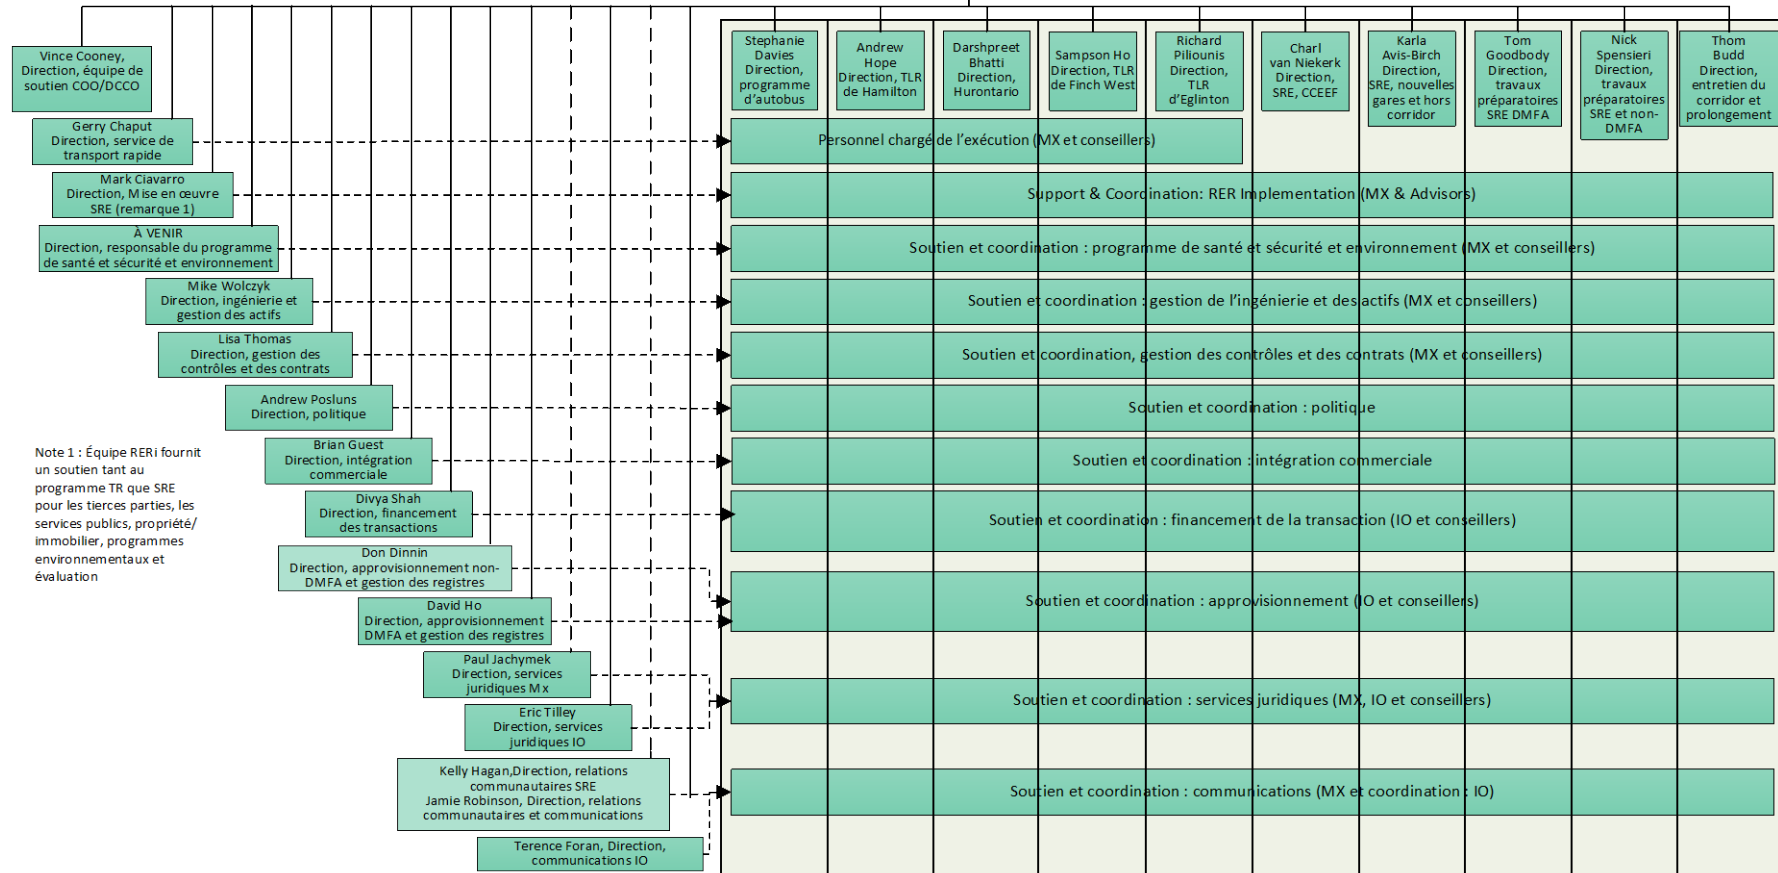 Vince Cooney,
Direction, équipe de
soutien COO/DCCO
Stephanie
Davies
Direction,
programme
d'autobus
Andrew
Hope
Direction, TLR
de Hamilton
Darshpreet
Bhatti
Direction,
Hurontario
Sampson Ho
Direction, TLR
de Finch West
Richard
Piliounis
Direction,
TLR
d'Eglinton
Charl
van Niekerk
Direction,
SRE, CCEEF
Karla
Avis-Birch
Direction,
SRE, nouvelles
gares et hors
corridor
Tom
Goodbody
Direction,
travaux
préparatoires
SRE DMFA
Nick
Spensieri
Direction,
travaux
préparatoires
SRE et non-
DMFA
Thom
Budd
Direction,
entretien du
corridor et
prolongement
Gerry Chaput
Direction, service de
transport rapide
Personnel chargé de l'exécution (MX et conseillers)
Mark Ciavarro
Direction, Mise en œuvre
SRE (remarque 1)
Support & Coordination: RER Implementation (MX & Advisors)
À VENIR
Direction, responsable du programme
de santé et sécurité et environnement
Soutien et coordination : programme de santé et sécurité et environnement (MX et conseillers)
Mike Wolczyk
Direction, ingénierie et
gestion des actifs
Soutien et coordination : gestion de l'ingénierie et des actifs (MX et conseillers)
Lisa Thomas
Direction, gestion des
contrôles et des contrats
Soutien et coordination, gestion des contrôles et des contrats (MX et conseillers)
Andrew Posluns
Direction, politique
Soutien et coordination : politique
Brian Guest
Direction, intégration
commerciale
Soutien et coordination : intégration commerciale
Note 1 : Équipe RERi fournit
un soutien tant au
programme TR que SRE
pour les tierces parties, les
services publics, propriété/
immobilier, programmes
environnementaux et
évaluation
Divya Shah
Direction, financement
des transactions
Soutien et coordination : financement de la transaction (IO et conseillers)
Don Dinnin
Direction, approvisionnement non-
DMFA et gestion des registres
David Ho
Direction, approvisionnement
DMFA et gestion des registres
Soutien et coordination : approvisionnement (IO et conseillers)
Paul Jachymek
Direction, services
juridiques Mx
Eric Tilley
Direction, services
juridiques IO
Soutien et coordination : services juridiques (MX, IO et conseillers)
Kelly Hagan,Direction, relations
communautaires SRE
Jamie Robinson, Direction, relations
communautaires et communications
Soutien et coordination : communications (MX et coordination : IO)
Terence Foran, Direction,
communications IO